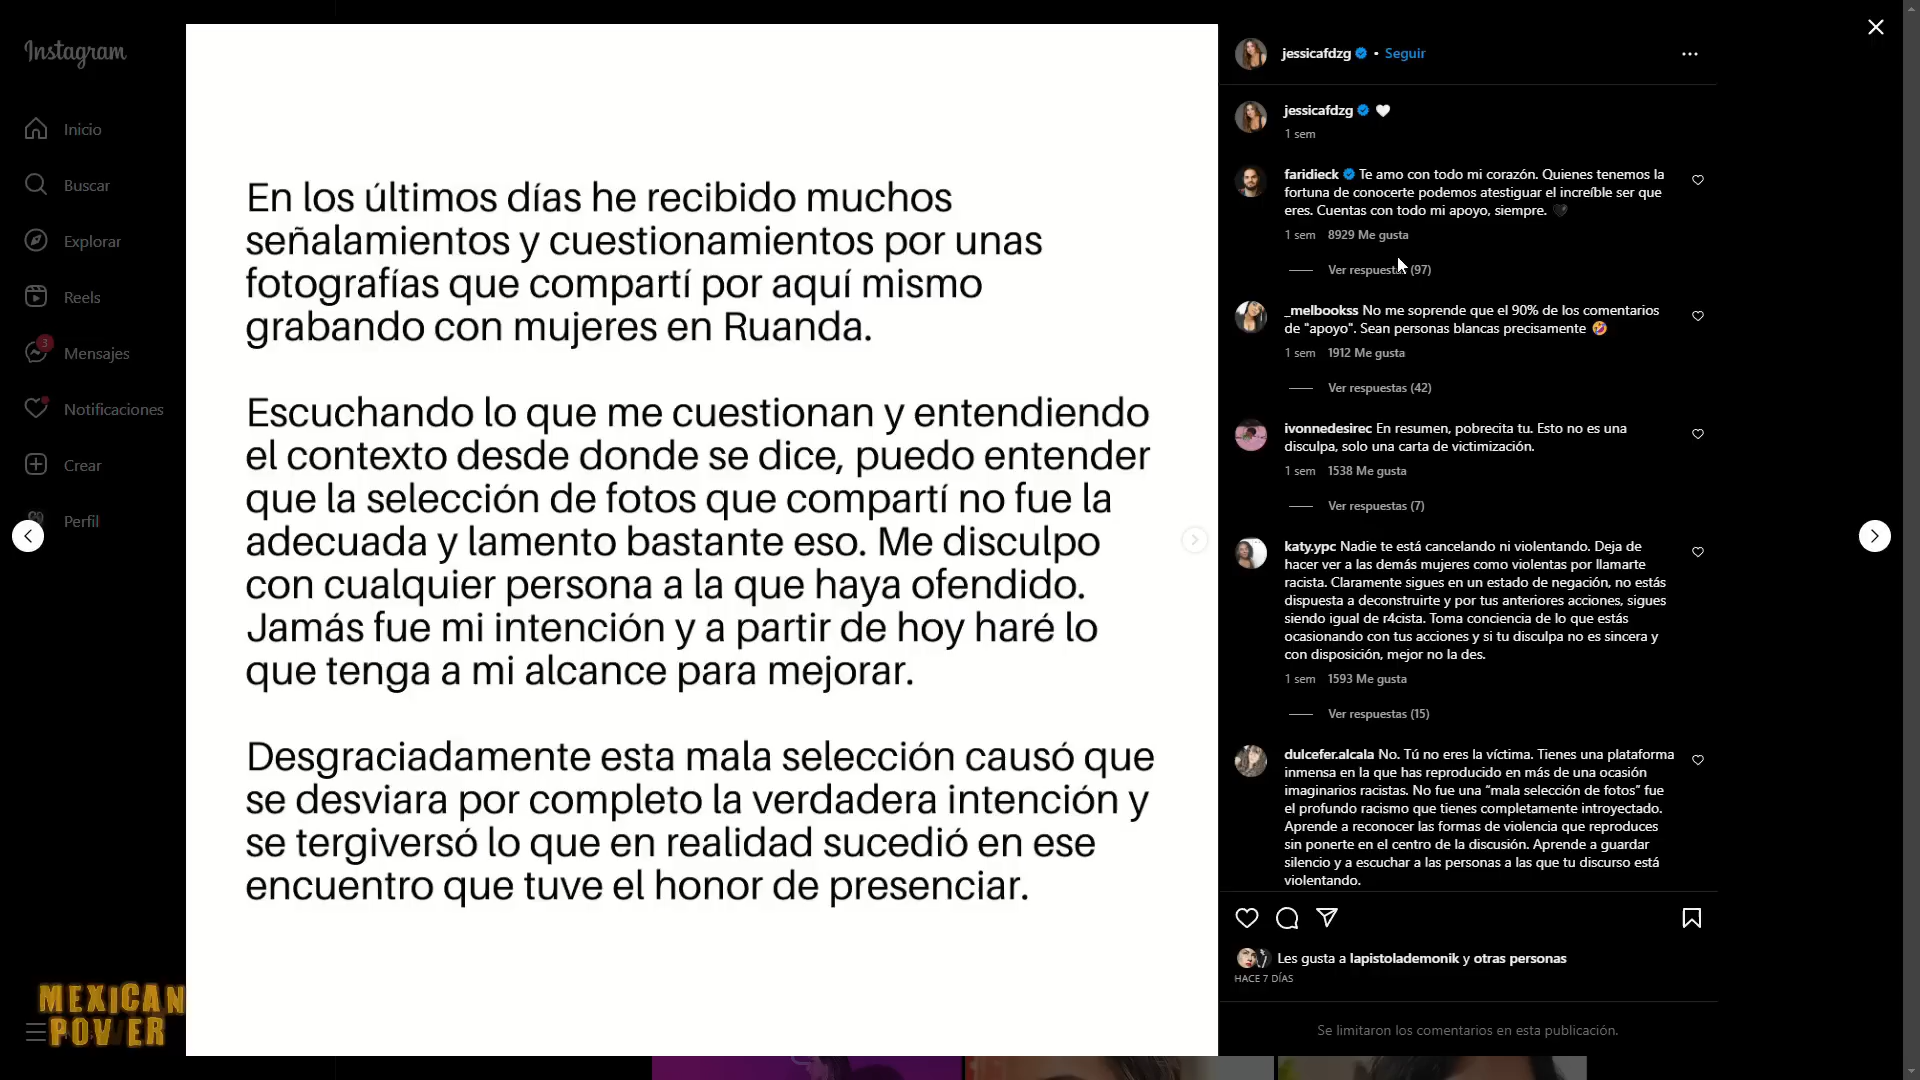 Instagram
Inicio
Buscar
Explorar
Reels
3
Mensajes
Notificaciones
Crear
Perfil
MEXICAN
POWER
En los últimos días he recibido muchos
señalamientos y cuestionamientos por unas
fotografías que compartí por aquí mismo
grabando con mujeres en Ruanda.
Escuchando lo que me cuestionan y entendiendo
el contexto desde donde se dice, puedo entender
que la selección de fotos que compartí no fue la
adecuada y lamento bastante eso. Me disculpo
con cualquier persona a la que haya ofendido.
Jamás fue mi intención y a partir de hoy haré lo
que tenga a mi alcance para mejorar.
Desgraciadamente esta mala selección causó que
se desviara por completo la verdadera intención y
se tergiversó lo que en realidad sucedió en ese
encuentro que tuve el honor de presenciar.
jessicafdzg • Seguir
jessicafdzg 🤍
1 sem
faridieck Te amo con todo mi corazón. Quienes tenemos la
fortuna de conocerte podemos atestiguar el increíble ser que
eres. Cuentas con todo mi apoyo, siempre. 🖤
1 sem 8929 Me gusta
Ver respuestas (97)
_melbookss No me soprende que el 90% de los comentarios
de "apoyo". Sean personas blancas precisamente 🤣
1 sem 1912 Me gusta
Ver respuestas (42)
ivonnedesirec En resumen, pobrecita tu. Esto no es una
disculpa, solo una carta de victimización.
1 sem 1538 Me gusta
Ver respuestas (7)
katy.ypc Nadie te está cancelando ni violentando. Deja de
hacer ver a las demás mujeres como violentas por llamarte
racista. Claramente sigues en un estado de negación, no estás
dispuesta a deconstruirte y por tus anteriores acciones, sigues
siendo igual de r4cista. Toma conciencia de lo que estás
ocasionando con tus acciones y si tu disculpa no es sincera y
con disposición, mejor no la des.
1 sem 1593 Me gusta
Ver respuestas (15)
dulcefer.alcala No. Tú no eres la víctima. Tienes una plataforma
inmensa en la que has reproducido en más de una ocasión
imaginarios racistas. No fue una “mala selección de fotos” fue
el profundo racismo que tienes completamente introyectado.
Aprende a reconocer las formas de violencia que reproduces
sin ponerte en el centro de la discusión. Aprende a guardar
silencio y a escuchar a las personas a las que tu discurso está
violentando.
Les gusta a lapistolademonik y otras personas
HACE 7 DÍAS
Se limitaron los comentarios en esta publicación.